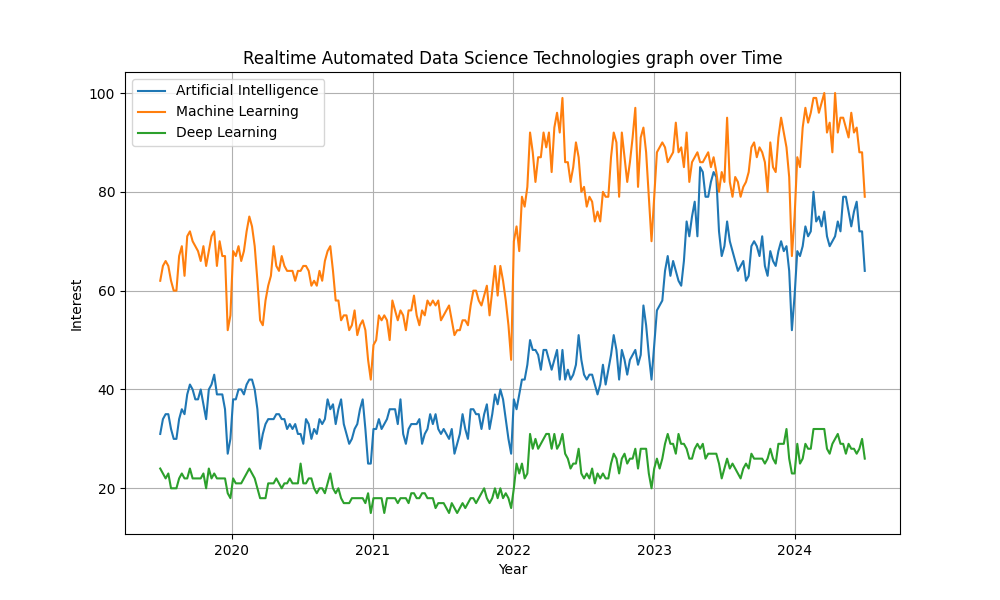 Realtime Automated Data Science Technologies graph over Time
Artificial Intelligence
Machine Learning
Deep Learning
100
80
60
40
20
Interest
2020 2021 2022 2023 2024
Year